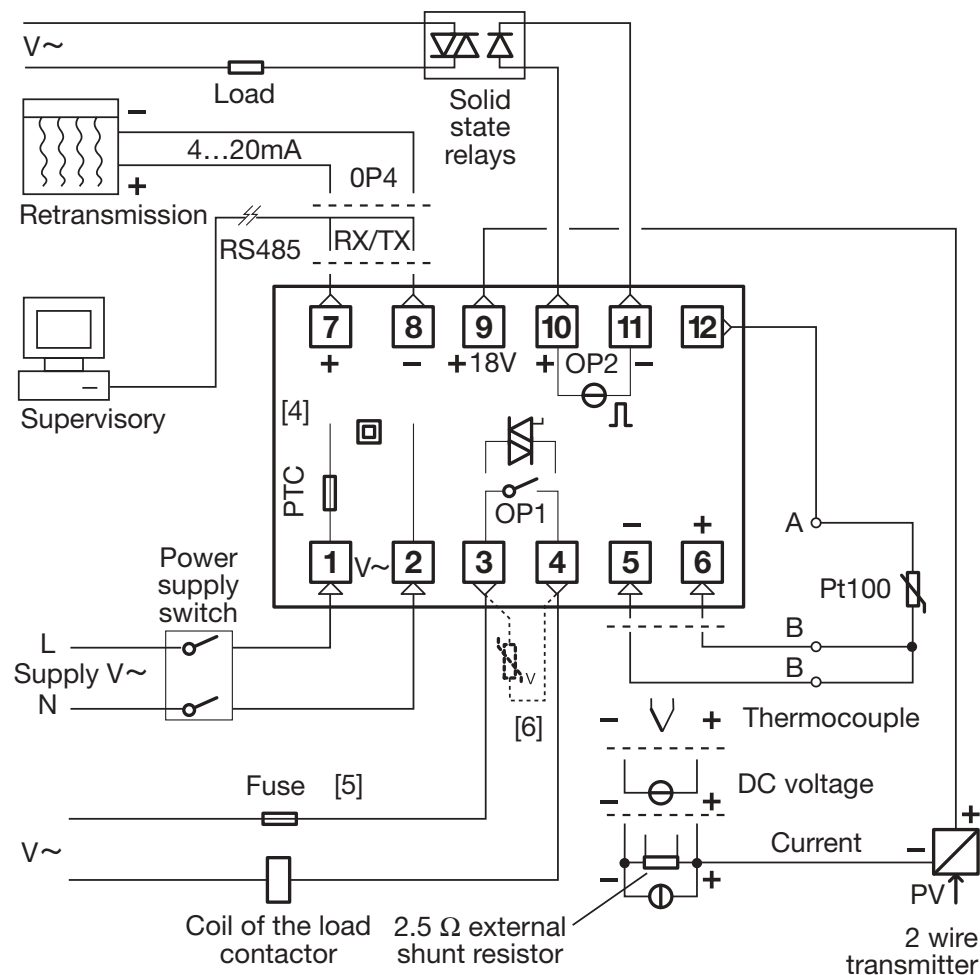 V~
Load
Solid
state
relays
−
4...20mA
+
0P4
Retransmission
RS485
RX/TX
Supervisory
7
8
9
10
11
12
+
−
+18V
+
OP2
−
[4]
PTC
OP1
−
+
1
V~
2
3
4
5
6
Power
supply
switch
L
Supply V~
N
A
Pt100
B
B
V
[6]
−
+
Thermocouple
DC voltage
−
+
Fuse
[5]
Current
−
+
−
+
V~
PV
Coil of the load
contactor
2.5 Ω external
shunt resistor
2 wire
transmitter